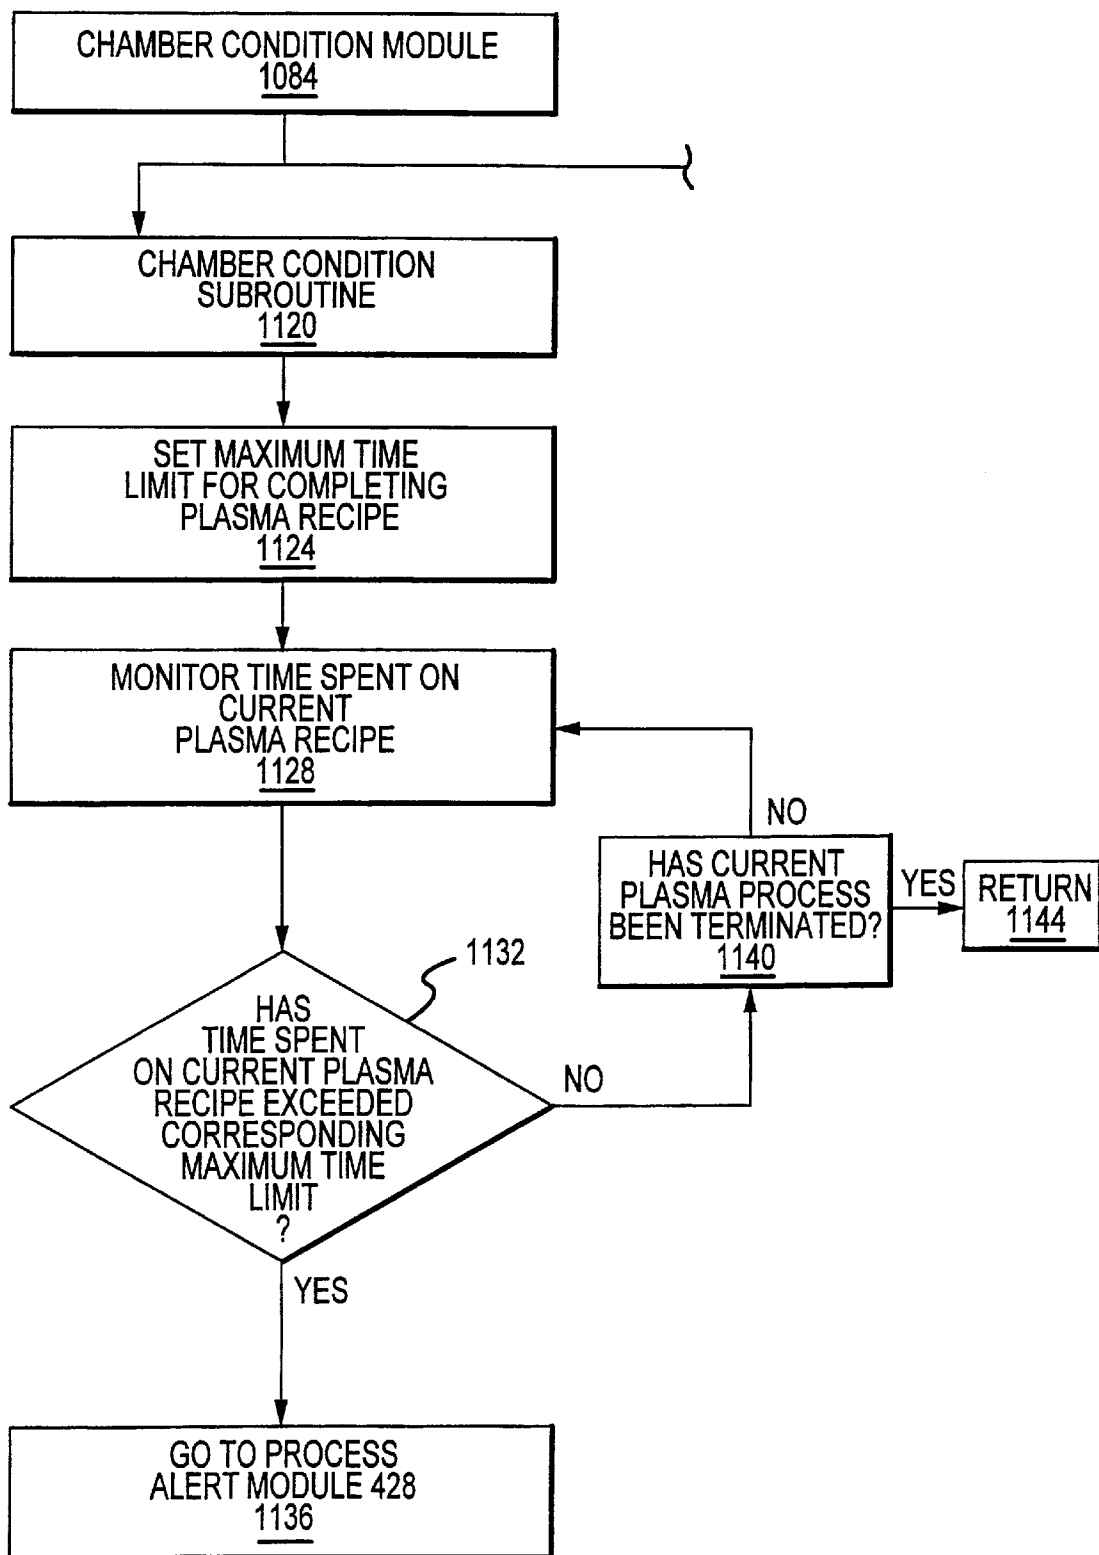 CHAMBER CONDITION MODULE
1084
CHAMBER CONDITION
SUBROUTINE
1120
SET MAXIMUM TIME
LIMIT FOR COMPLETING
PLASMA RECIPE
1124
MONITOR TIME SPENT ON
CURRENT
PLASMA RECIPE
1128
NO
HAS CURRENT
PLASMA PROCESS
BEEN TERMINATED?
1140
YES
RETURN
1144
1132
HAS
TIME SPENT
ON CURRENT PLASMA
RECIPE EXCEEDED
CORRESPONDING
MAXIMUM TIME
LIMIT
?
NO
YES
GO TO PROCESS
ALERT MODULE 428
1136